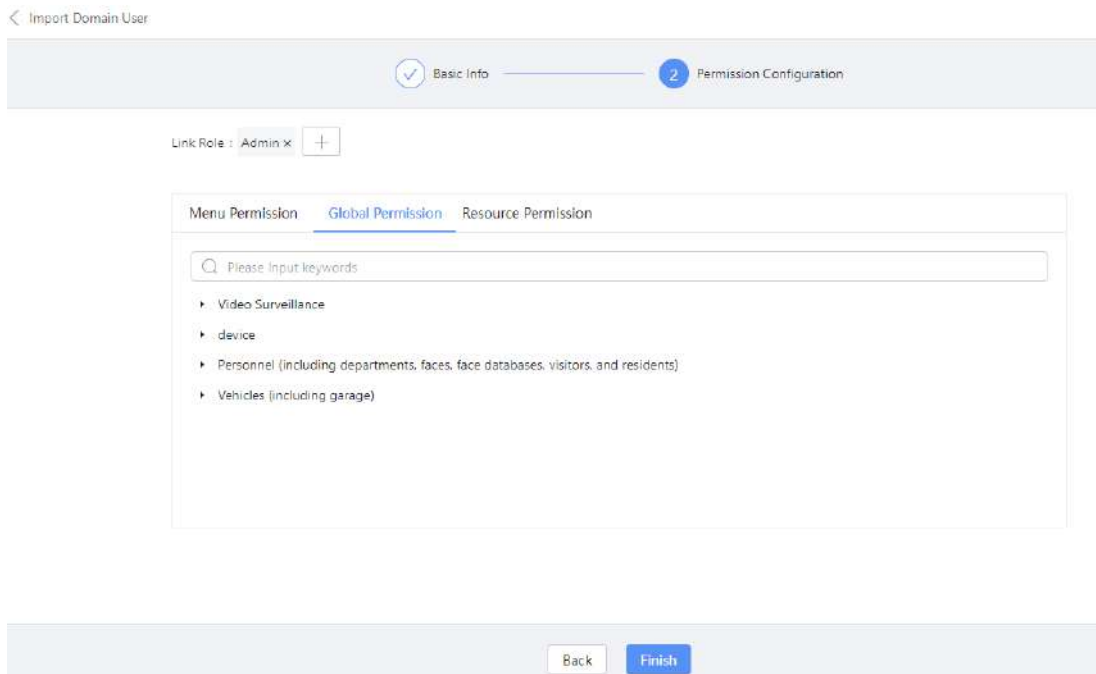 Import Domain User
Basic Info 2 Permission Configuration
Link Role : Admin ×
Menu Permission Global Permission Resource Permission
Please Input keywords
Video Surveillance
device
Personnel (including departments, faces, face databases, visitors, and residents)
Vehicles (including garage)
Back Finish